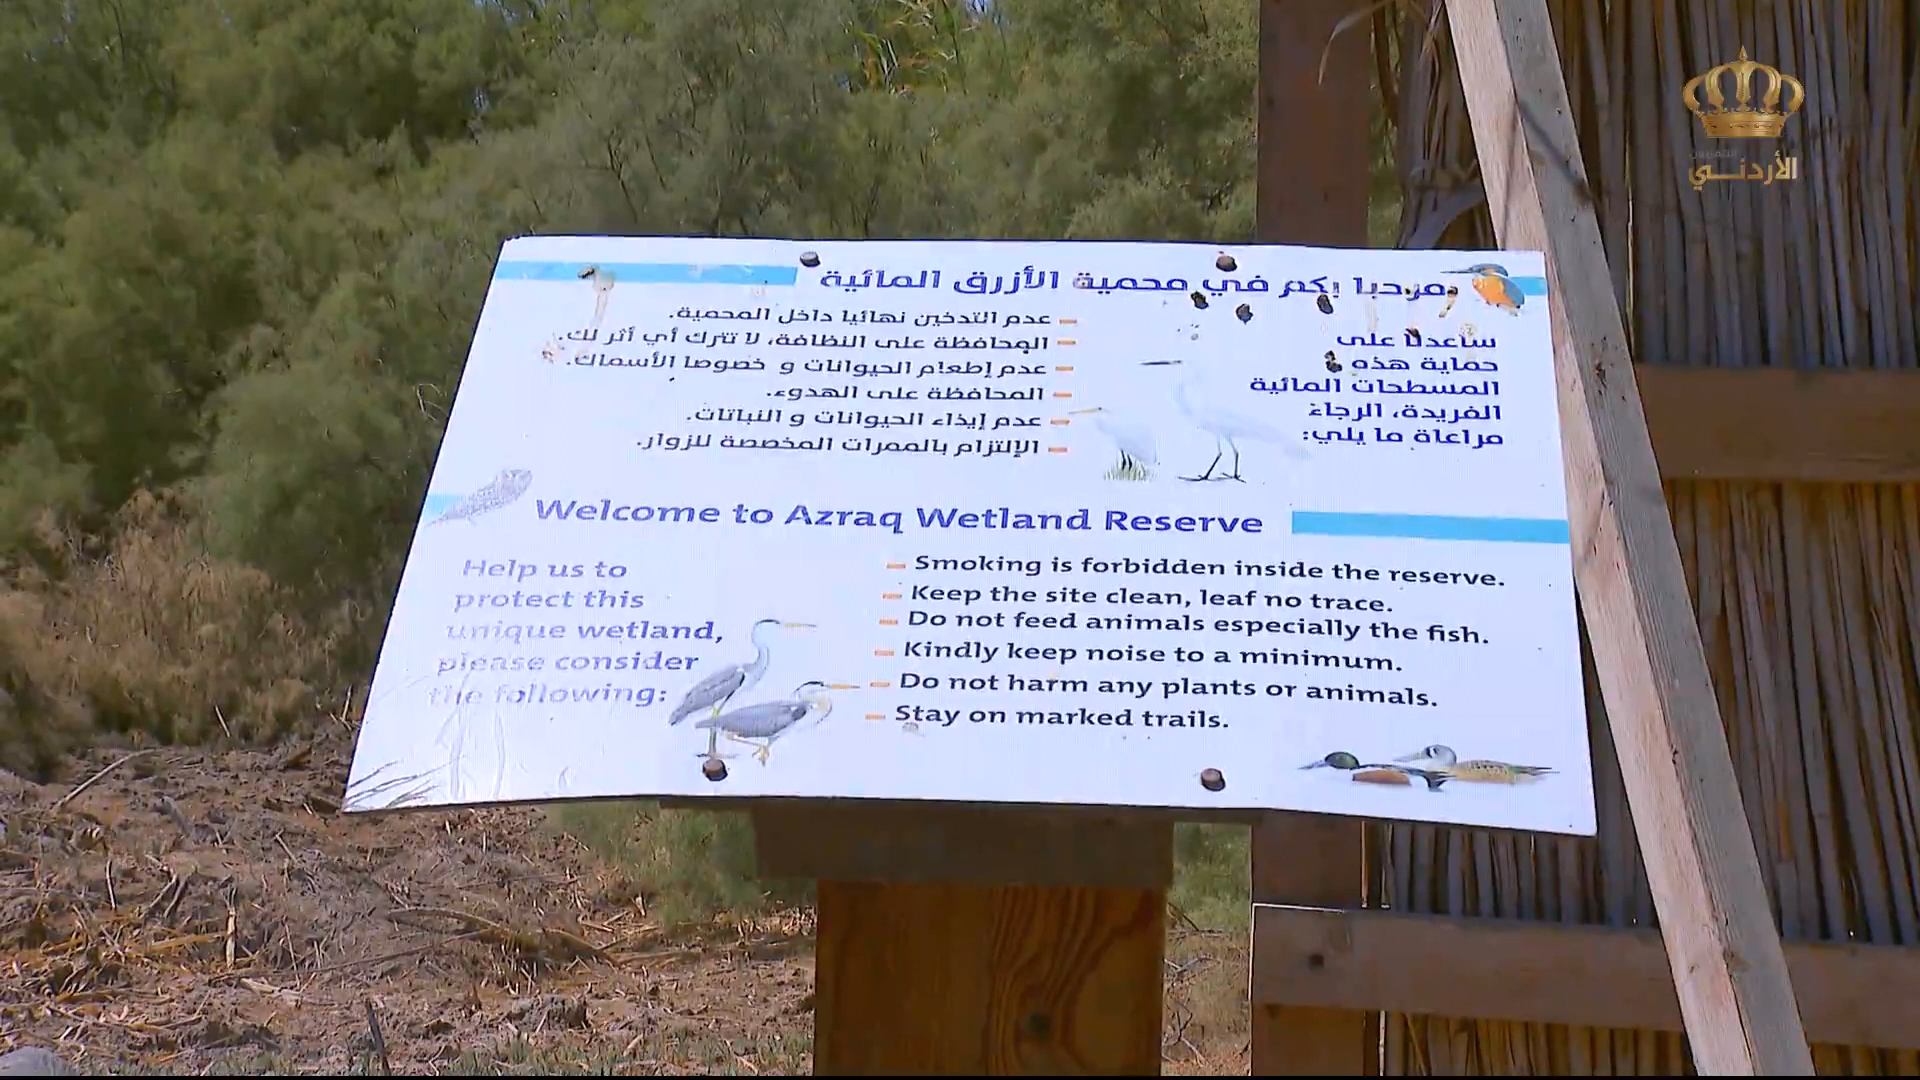 مرحبا بكم في محمية الأزرق المائية
ساعدنا على
حماية هذه
المسطحات المائية
الفريدة، الرجاء
مراعاة ما يلي:
عدم التدخين نهائيا داخل المحمية.
المحافظة على النظافة، لا تترك أي أثر لك.
عدم إطعام الحيوانات و خصوصا الأسماك.
المحافظة على الهدوء.
عدم إيذاء الحيوانات و النباتات.
الإلتزام بالممرات المخصصة للزوار.
Welcome to Azraq Wetland Reserve
Help us to
protect this
unique wetland,
please consider
the following:
Smoking is forbidden inside the reserve.
Keep the site clean, leaf no trace.
Do not feed animals especially the fish.
Kindly keep noise to a minimum.
Do not harm any plants or animals.
Stay on marked trails.
الأردني